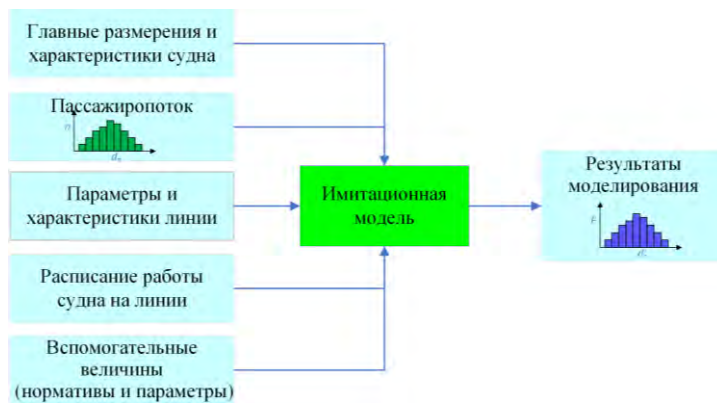 Главные размерения и
характеристики судна
Пассажиропоток
n
Параметры и
характеристики линии
Расписание работы
судна на линии
Вспомогательные
величины
(нормативы и параметры)
Имитационная
модель
Результаты
моделирования